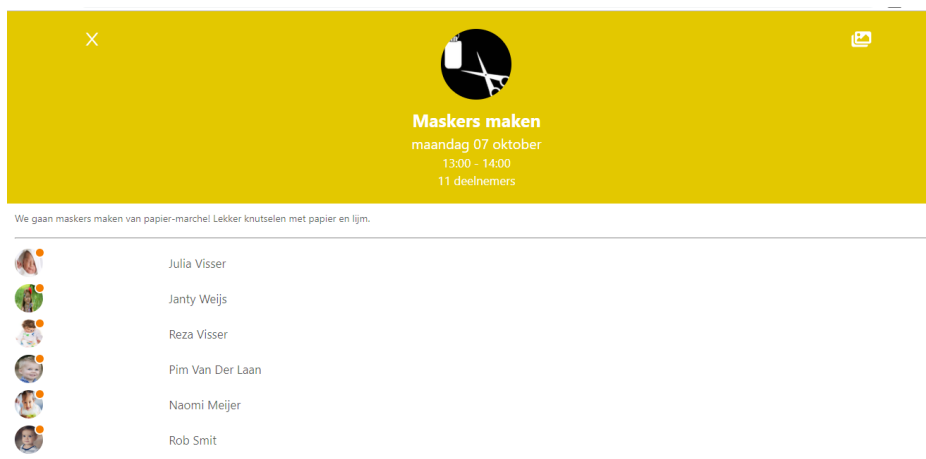 Maskers maken
maandag 07 oktober
13:00 - 14:00
11 deelnemers
We gaan maskers maken van papier-marche! Lekker knutselen met papier en lijm.
Julia Visser
Janty Weijs
Reza Visser
Pim Van Der Laan
Naomi Meijer
Rob Smit